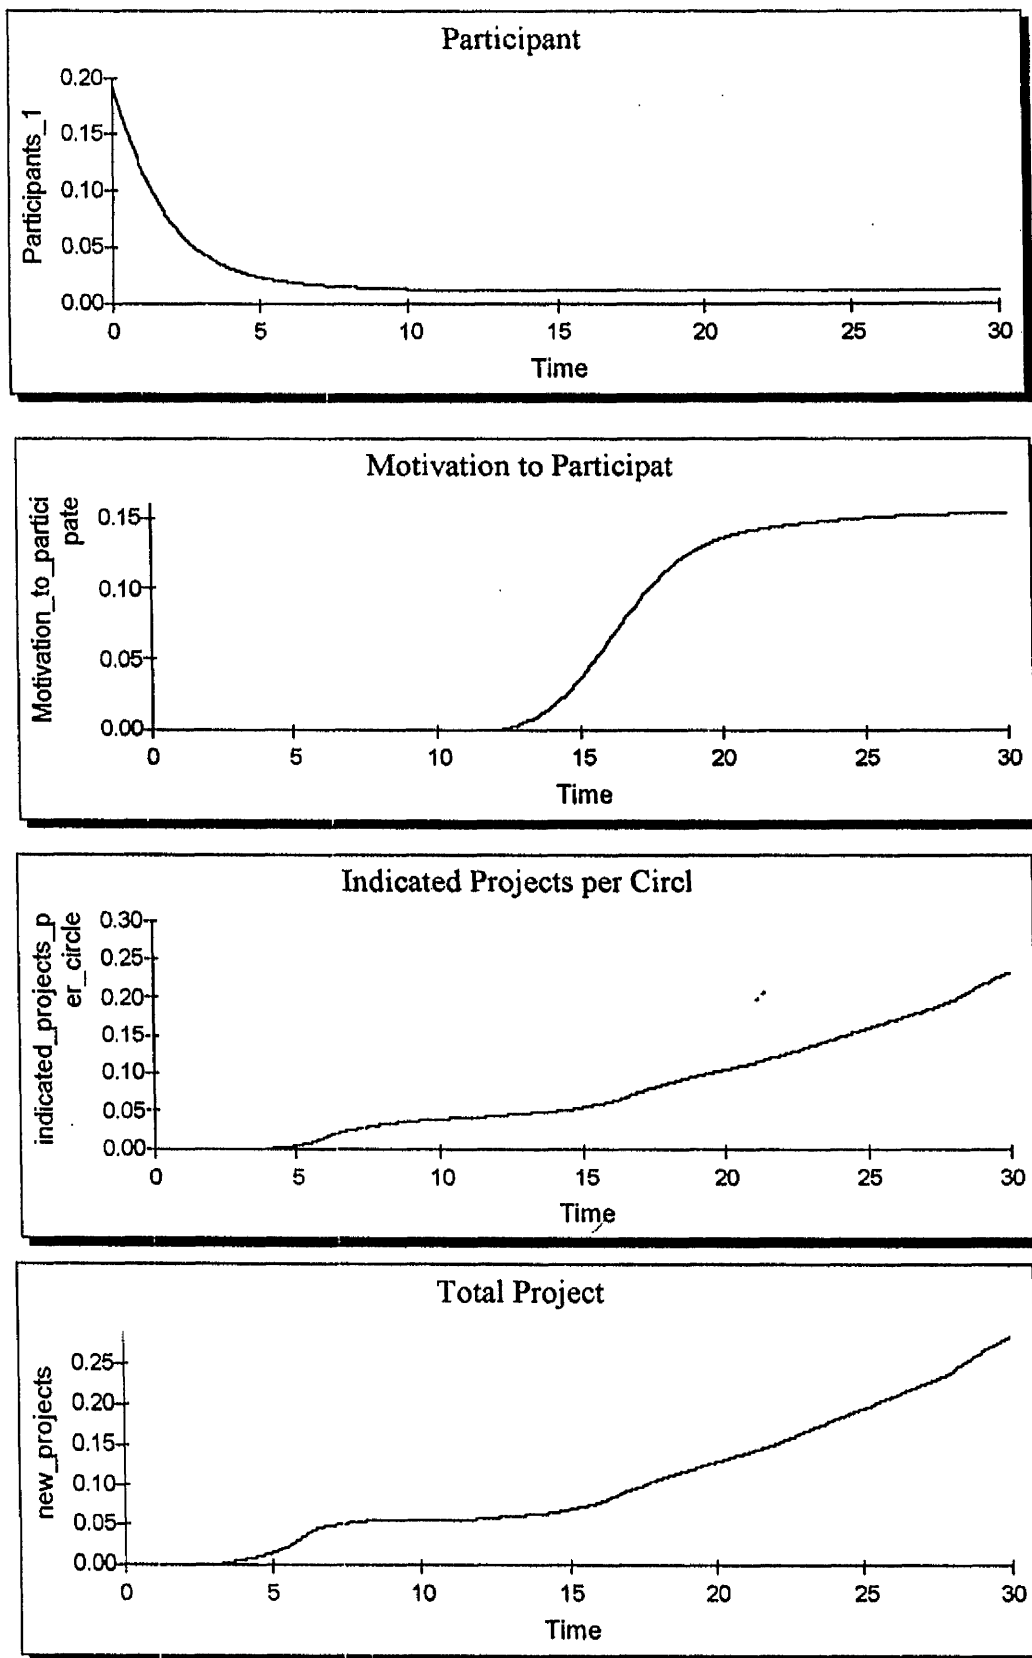 Participant
Participants_1
0.20
0.15
0.10
0.05
0.00
0 5 10 15 20 25 30
Time
Motivation to Participat
Motivation_to_partici
pate
0.15
0.10
0.05
0.00
0 5 10 15 20 25 30
Time
Indicated Projects per Circl
indicated_projects_p
er_circle
0.30
0.25
0.20
0.15
0.10
0.05
0.00
0 5 10 15 20 25 30
Time
Total Project
new_projects
0.25
0.20
0.15
0.10
0.05
0.00
0 5 10 15 20 25 30
Time